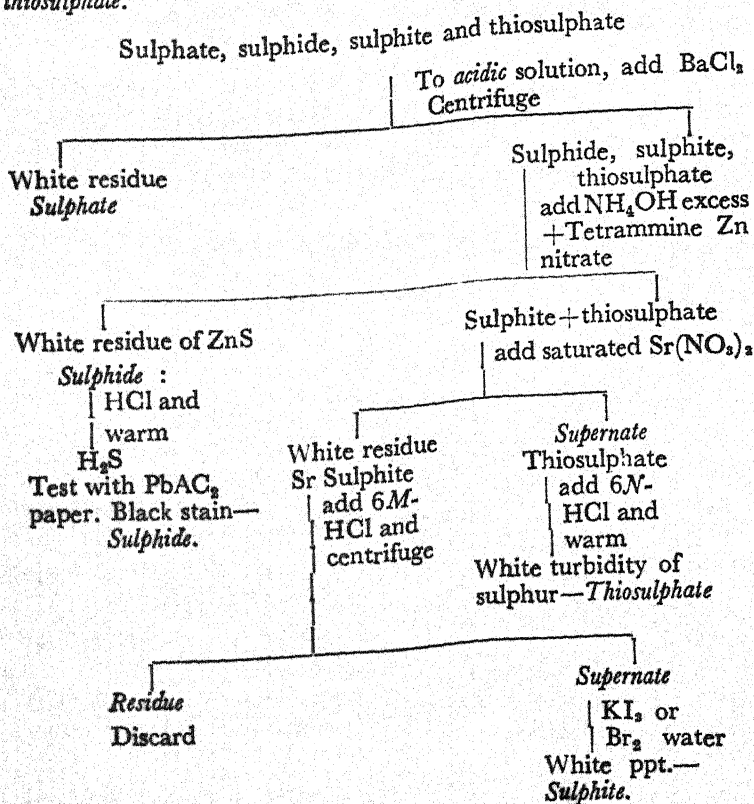 thiosulphate.
Sulphate, sulphide, sulphite and thiosulphate
To acidic solution, add BaCl₂
Centrifuge
White residue
Sulphate
Sulphide, sulphite,
thiosulphate
add NH₄OH excess
+Tetrammine Zn
nitrate
White residue of ZnS
Sulphide :
HCl and
warm
H₂S
Test with PbAC₂
paper. Black stain—
Sulphide.
Sulphite+thiosulphate
add saturated Sr(NO₃)₂
White residue
Sr Sulphite
add 6M-
HCl and
centrifuge
Supernate
Thiosulphate
add 6N-
HCl and
warm
White turbidity of
sulphur—Thiosulphate
Residue
Discard
Supernate
KI₃ or
Br₂ water
White ppt.—
Sulphite.